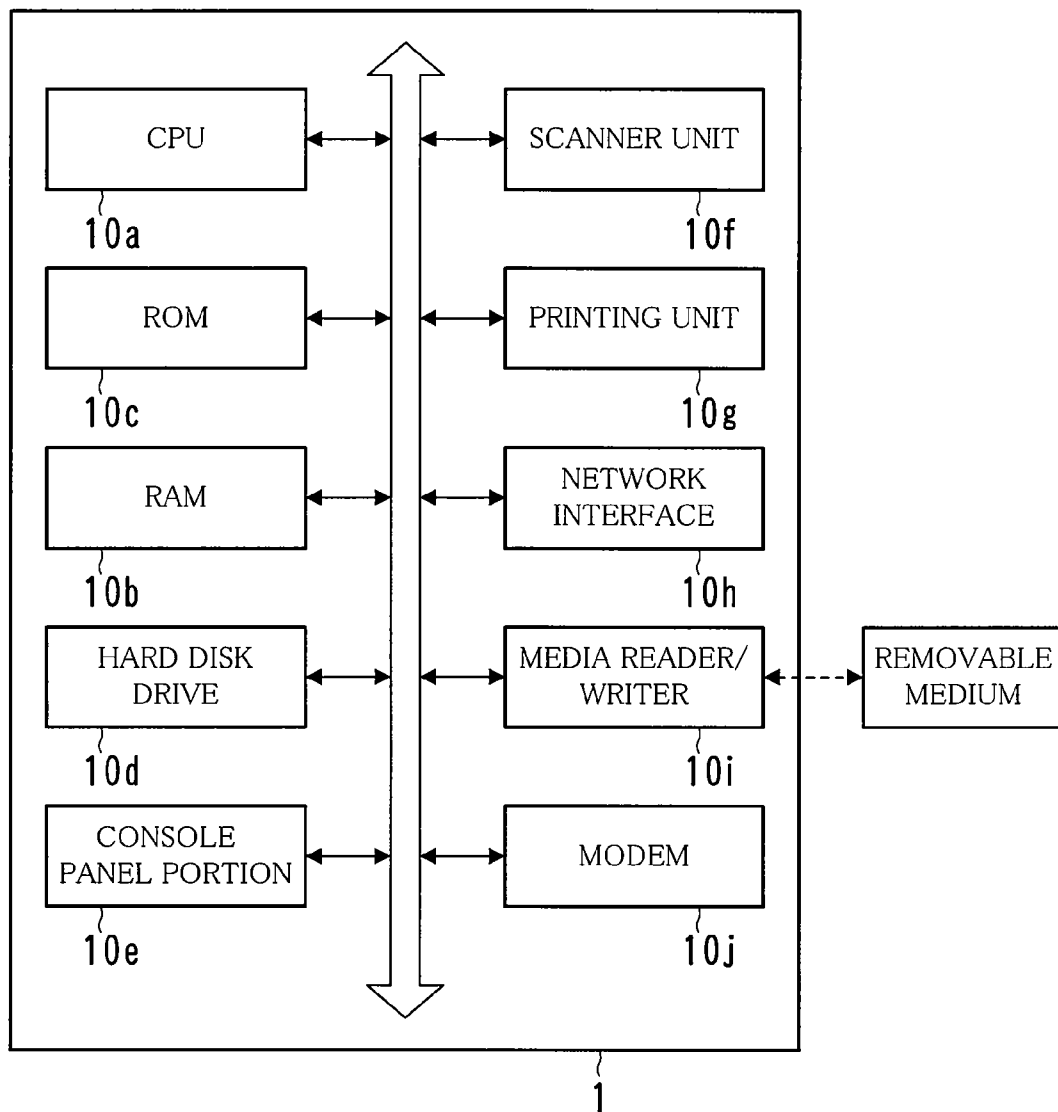 CPU
10a
SCANNER UNIT
10f
ROM
10c
PRINTING UNIT
10g
RAM
10b
NETWORK
INTERFACE
10h
HARD DISK
DRIVE
10d
MEDIA READER/
WRITER
10i
REMOVABLE
MEDIUM
CONSOLE
PANEL PORTION
10e
MODEM
10j
1